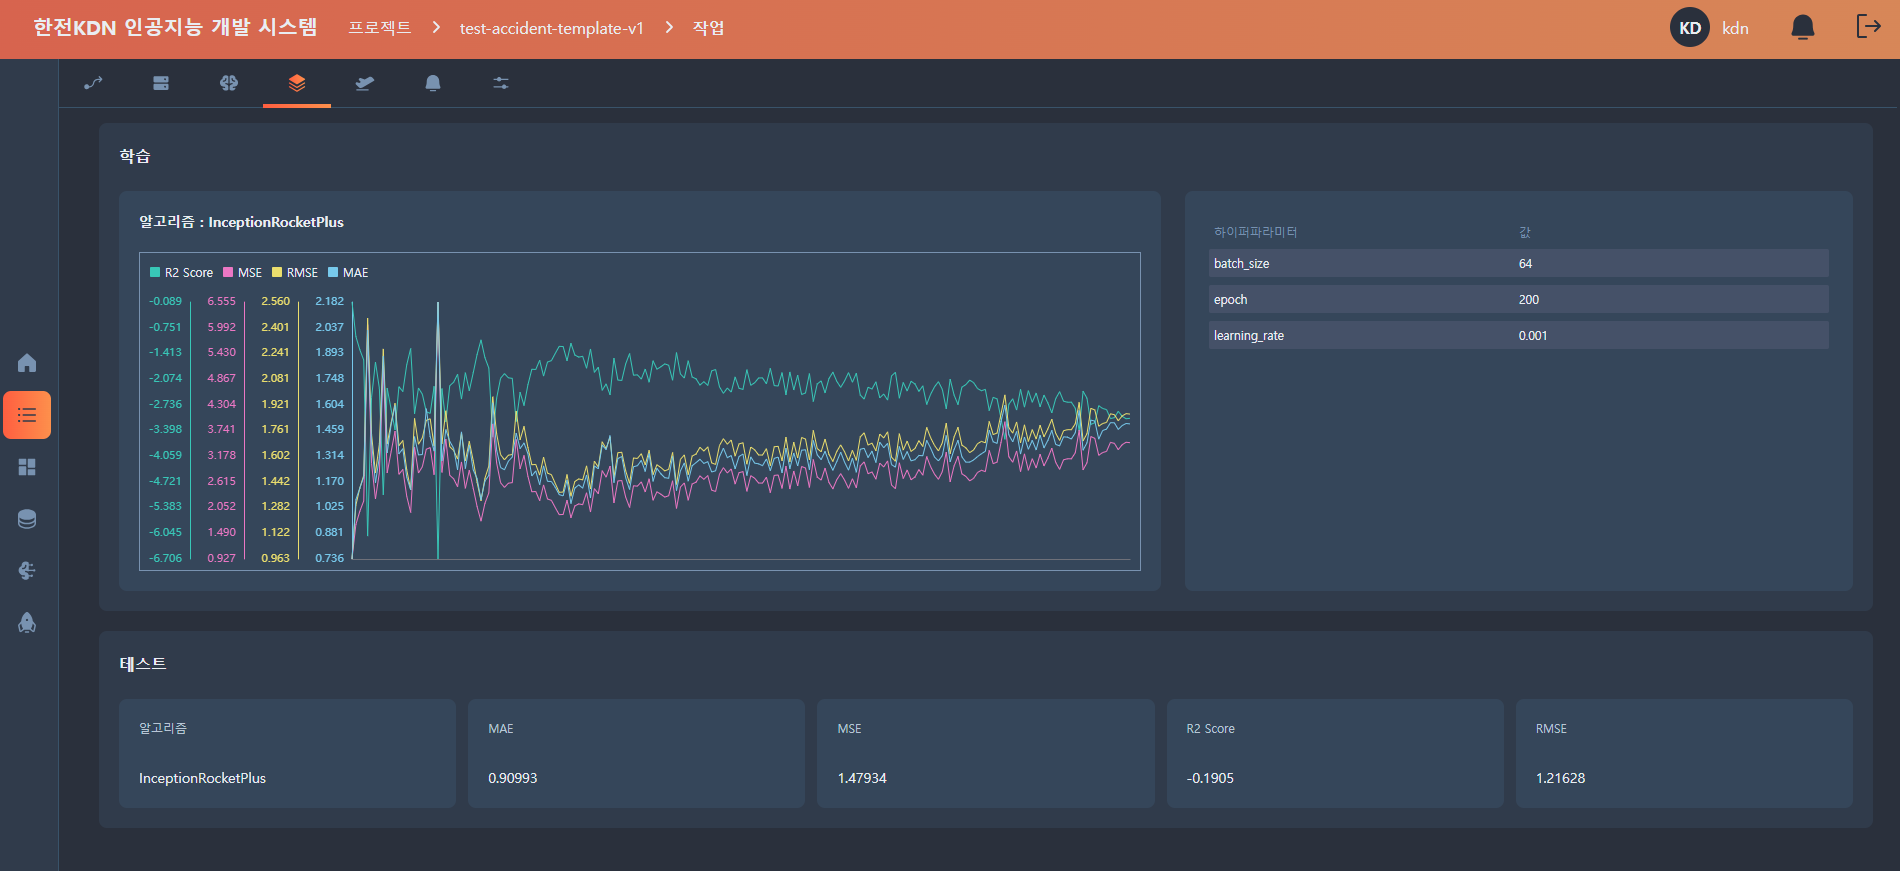 한전KDN 인공지능 개발 시스템
프로젝트 > test-accident-template-v1 > 작업
KD kdn
학습
알고리즘 : InceptionRocketPlus
R2 Score MSE RMSE MAE
-0.089 6.555 2.560 2.182
-0.751 5.992 2.401 2.037
-1.413 5.430 2.241 1.893
-2.074 4.867 2.081 1.748
-2.736 4.304 1.921 1.604
-3.398 3.741 1.761 1.459
-4.059 3.178 1.602 1.314
-4.721 2.615 1.442 1.170
-5.383 2.052 1.282 1.025
-6.045 1.490 1.122 0.881
-6.706 0.927 0.963 0.736
하이퍼파라미터 값
batch_size 64
epoch 200
learning_rate 0.001
테스트
알고리즘 MAE MSE R2 Score RMSE
InceptionRocketPlus 0.90993 1.47934 -0.1905 1.21628